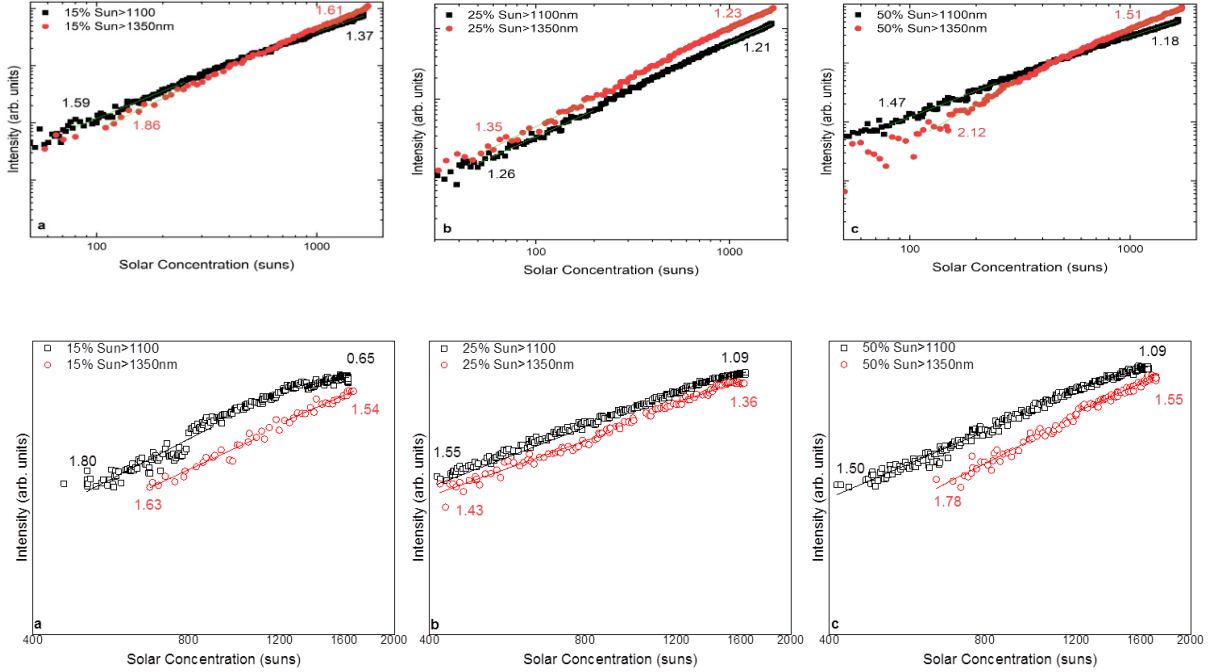 15% Sun>1100
15% Sun>1350nm
1.61
1.37
1.59
1.86
a
100
1000
Intensity (arb. units)
Solar Concentration (suns)
25% Sun>1100nm
25% Sun>1350nm
1.23
1.21
1.35
1.26
b
100
1000
Intensity (arb. units)
Solar Concentration (suns)
50% Sun>1100nm
50% Sun>1350nm
1.51
1.18
1.47
2.12
c
100
1000
Intensity (arb. units)
Solar Concentration (suns)
15% Sun>1100
15% Sun>1350nm
0.65
1.54
1.80
1.63
a
400
800
1200
1600
2000
Intensity (arb. units)
Solar Concentration (suns)
25% Sun>1100
25% Sun>1350nm
1.09
1.36
1.55
1.43
b
400
800
1200
1600
2000
Intensity (arb. units)
Solar Concentration (suns)
50% Sun>1100
50% Sun>1350nm
1.09
1.55
1.50
1.78
c
400
800
1200
1600
2000
Intensity (arb. units)
Solar Concentration (suns)